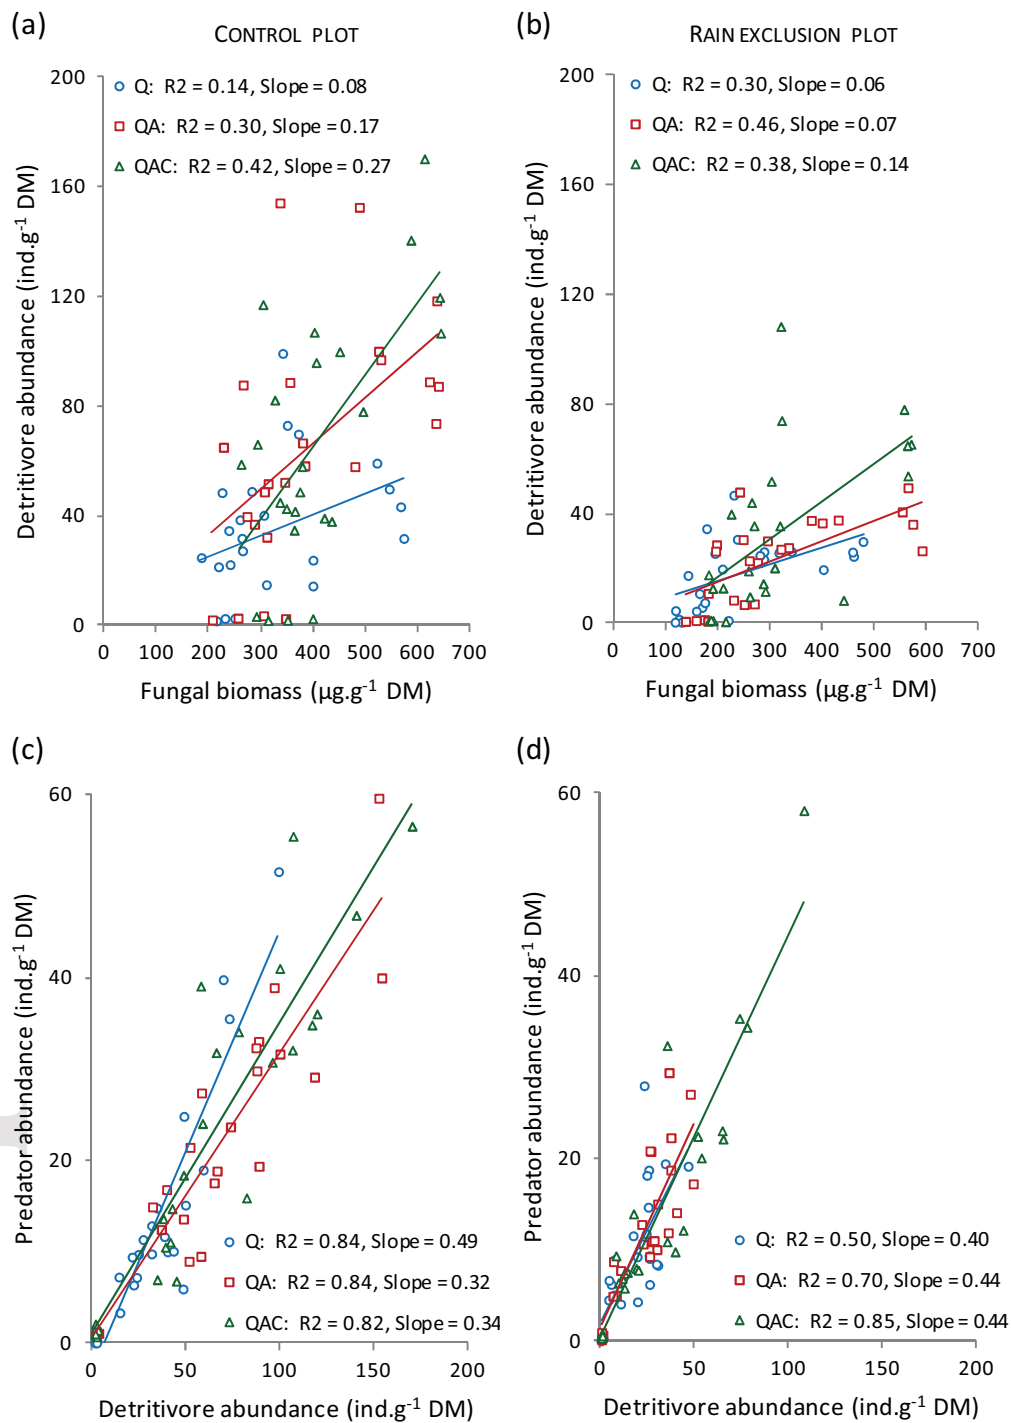 (a)
CONTROL PLOT
Q: R2 = 0.14, Slope = 0.08
QA: R2 = 0.30, Slope = 0.17
QAC: R2 = 0.42, Slope = 0.27
200
160
120
80
40
0
Detritivore abundance (ind.g⁻¹ DM)
0 100 200 300 400 500 600 700
Fungal biomass (µg.g⁻¹ DM)
(b)
RAIN EXCLUSION PLOT
Q: R2 = 0.30, Slope = 0.06
QA: R2 = 0.46, Slope = 0.07
QAC: R2 = 0.38, Slope = 0.14
200
160
120
80
40
0
Detritivore abundance (ind.g⁻¹ DM)
0 100 200 300 400 500 600 700
Fungal biomass (µg.g⁻¹ DM)
(c)
60
40
20
0
Predator abundance (ind.g⁻¹ DM)
Q: R2 = 0.84, Slope = 0.49
QA: R2 = 0.84, Slope = 0.32
QAC: R2 = 0.82, Slope = 0.34
0 50 100 150 200
Detritivore abundance (ind.g⁻¹ DM)
(d)
60
40
20
0
Predator abundance (ind.g⁻¹ DM)
Q: R2 = 0.50, Slope = 0.40
QA: R2 = 0.70, Slope = 0.44
QAC: R2 = 0.85, Slope = 0.44
0 50 100 150 200
Detritivore abundance (ind.g⁻¹ DM)